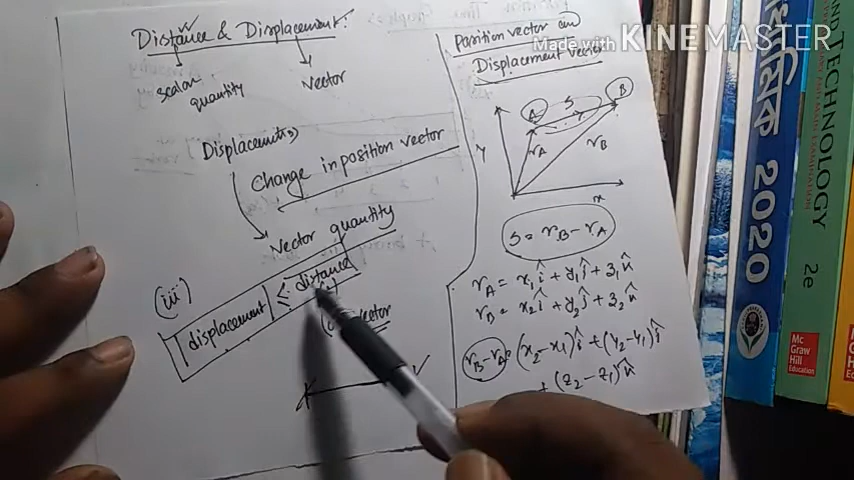 Distance & Displacement.
scalar
quantity
Vector
Displacement
Change in position vector
Vector quantity
(iii)
|displacement| ≤ distance
vector
Position vector and
Displacement vector
A
S
B
Y
rA
rB
x
S = rB - rA
rA = x1 î + y1 ĵ + z1 k̂
rB = x2 î + y2 ĵ + z2 k̂
rB - rA = (x2 - x1) î + (y2 - y1) ĵ
+ (z2 - z1) k̂
Made with KINEMASTER
2020
TECHNOLOGY
2e
Mc
Graw
Hill
Education